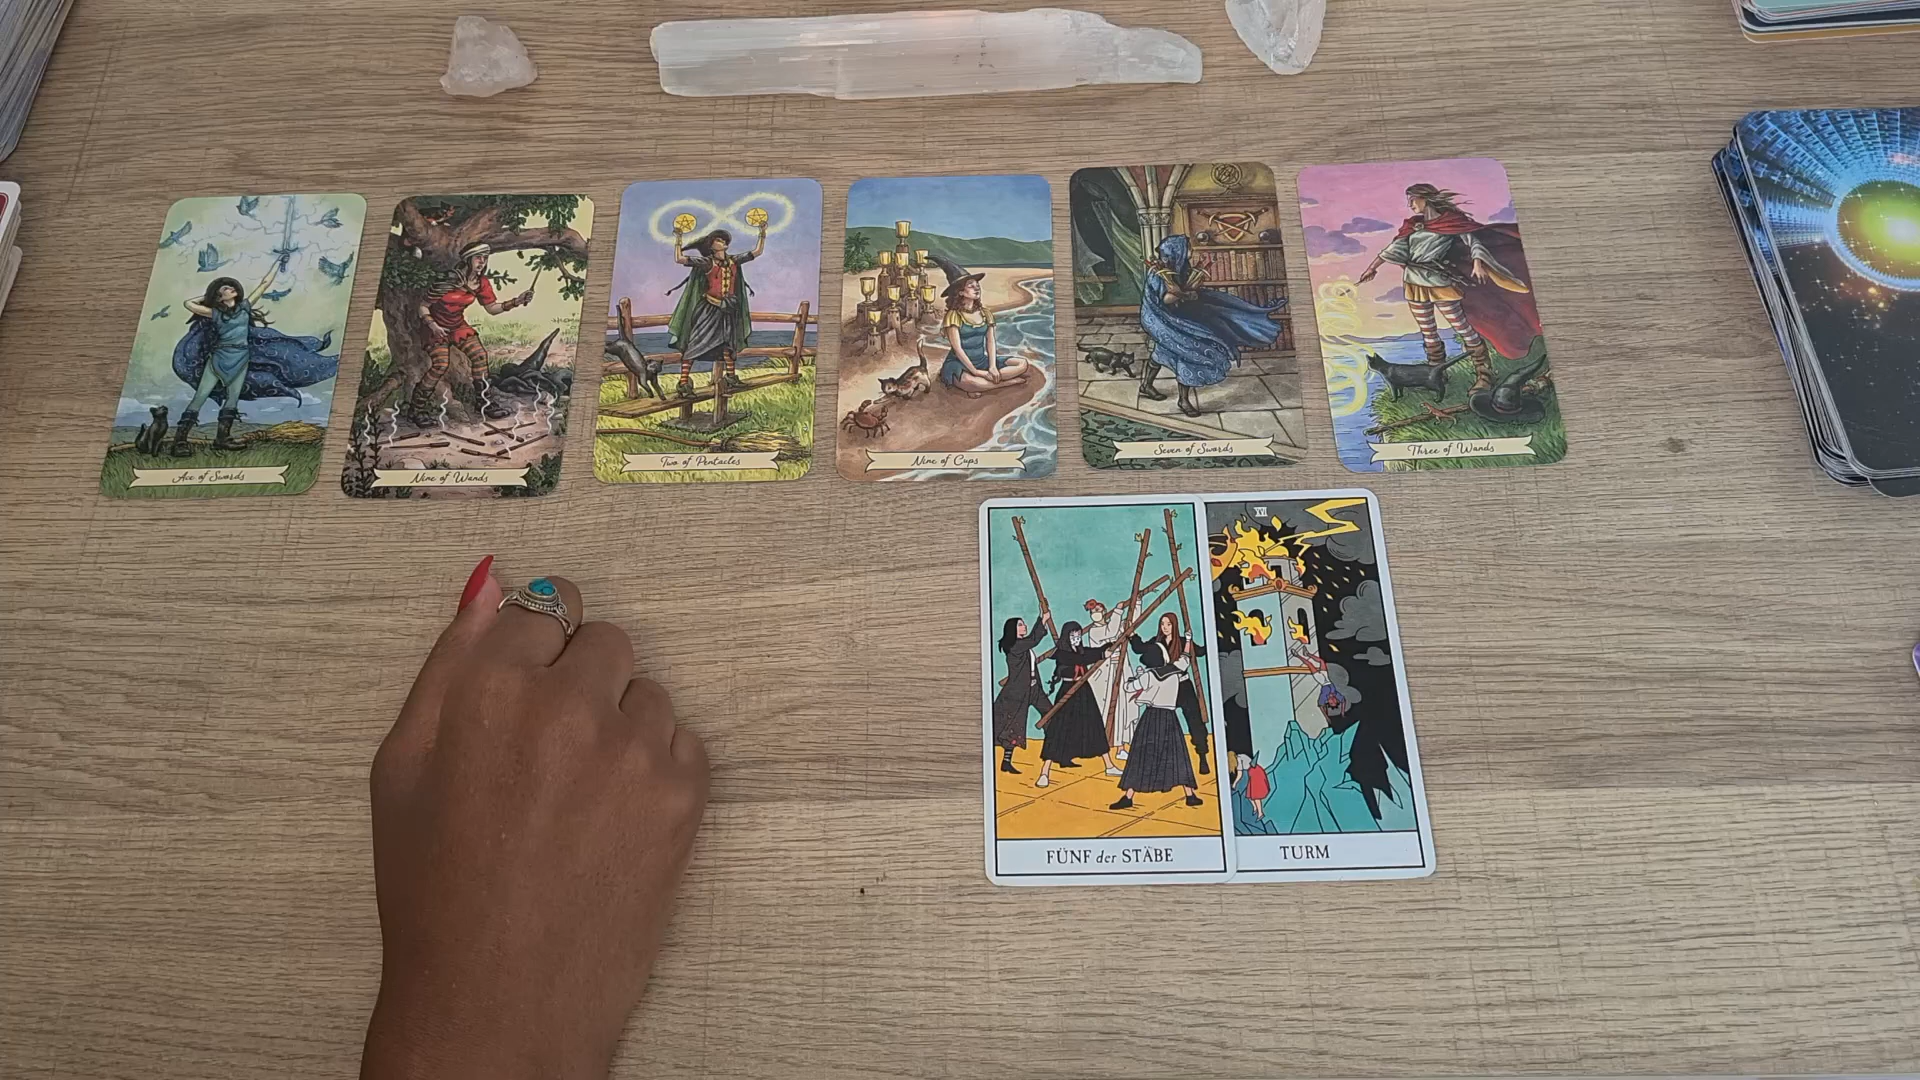 Ace of Swords
Nine of Wands
Two of Pentacles
Nine of Cups
Seven of Swords
Three of Wands
XVI
FÜNF der STÄBE
TURM